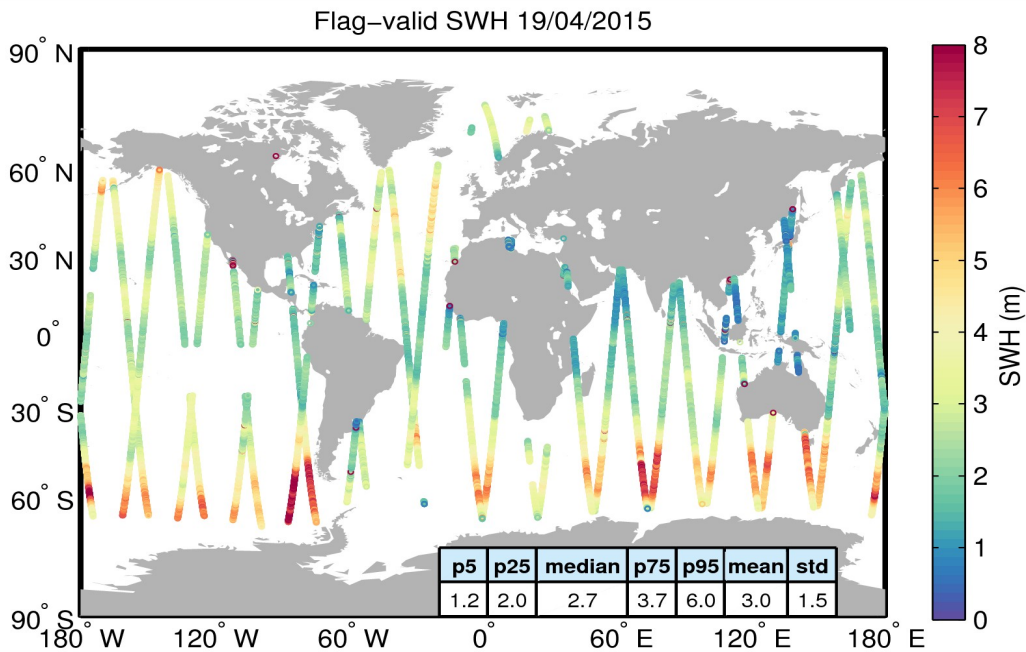 Flag−valid SWH 19/04/2015
90° N
60° N
30° N
0°
30° S
60° S
90° S
180° W
120° W
60° W
0°
60° E
120° E
180° E
p5 p25 median p75 p95 mean std
1.2 2.0 2.7 3.7 6.0 3.0 1.5
8
7
6
5
4
3
2
1
0
SWH (m)